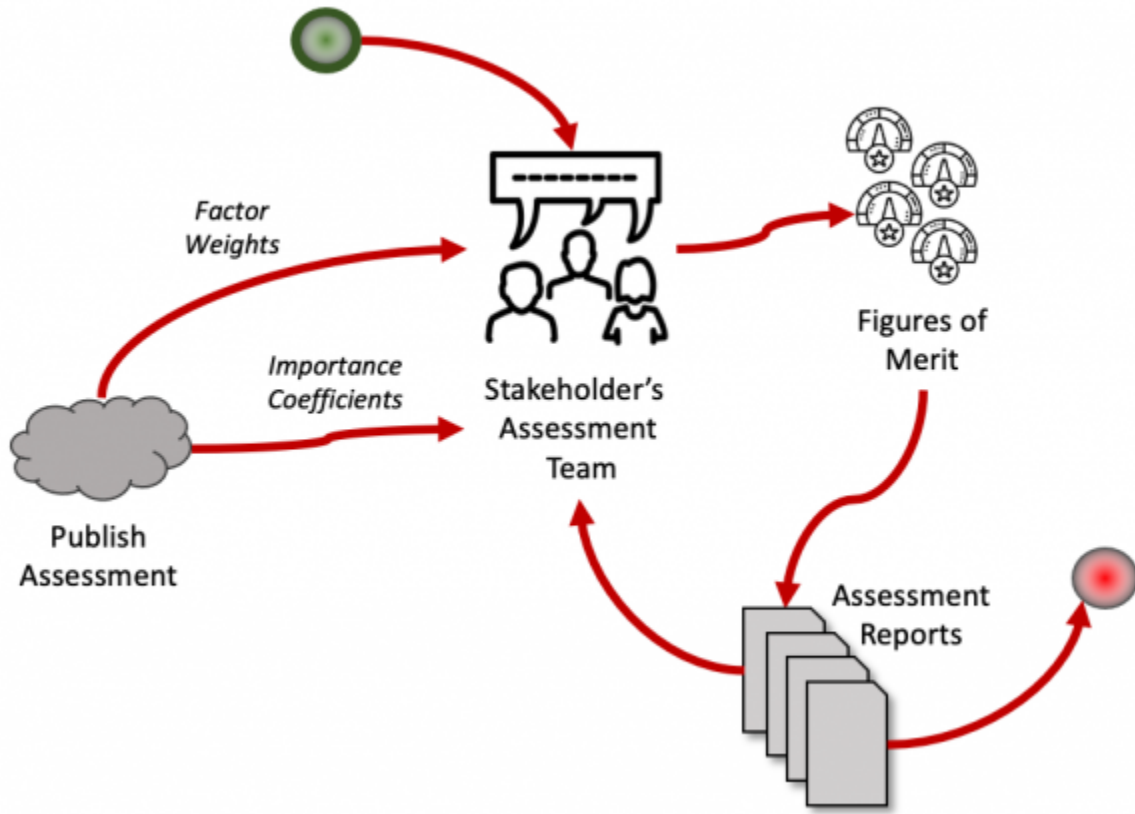 Factor
Weights
Importance
Coefficients
Publish
Assessment
Stakeholder's
Assessment
Team
Figures of
Merit
Assessment
Reports